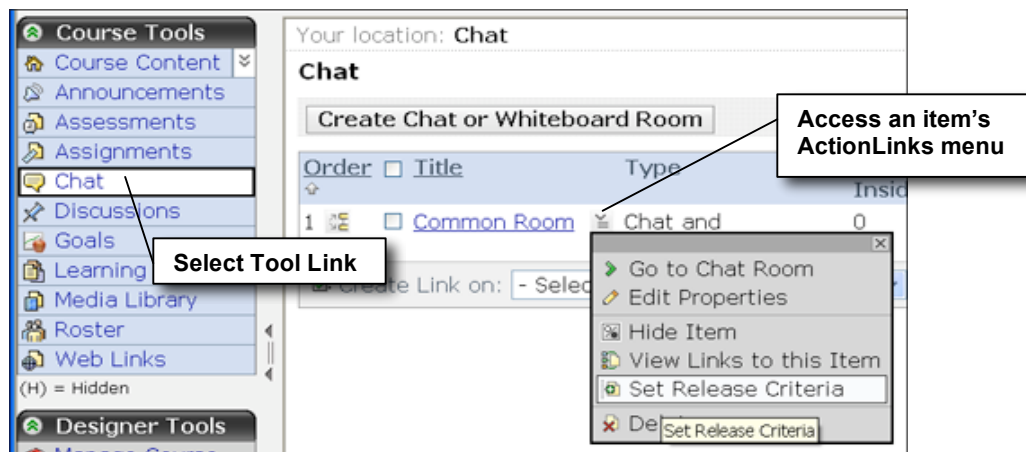 Course Tools
Course Content
Announcements
Assessments
Assignments
Chat
Discussions
Goals
Learning
Media Library
Roster
Web Links
(H) = Hidden
Designer Tools
Manage Course
Your location: Chat
Chat
Create Chat or Whiteboard Room
Order Title Type
1 Common Room Chat and 0
Link on:
Go to Chat Room
Edit Properties
Hide Item
View Links to this Item
Set Release Criteria
Set Release Criteria
Select Tool Link
Access an item's
ActionLinks menu